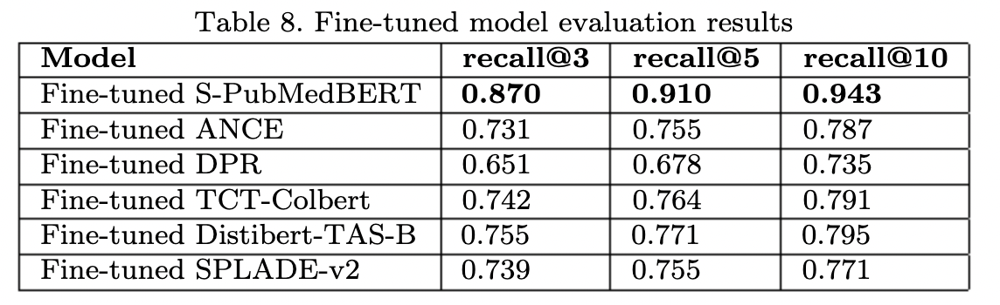 Table 8. Fine-tuned model evaluation results
Model recall@3 recall@5 recall@10
Fine-tuned S-PubMedBERT 0.870 0.910 0.943
Fine-tuned ANCE 0.731 0.755 0.787
Fine-tuned DPR 0.651 0.678 0.735
Fine-tuned TCT-Colbert 0.742 0.764 0.791
Fine-tuned Distibert-TAS-B 0.755 0.771 0.795
Fine-tuned SPLADE-v2 0.739 0.755 0.771